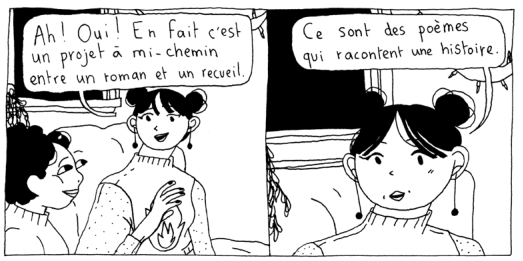 Ah! Oui! En fait c'est
un projet à mi-chemin
entre un roman et un recueil.
Ce sont des poèmes
qui racontent une histoire.